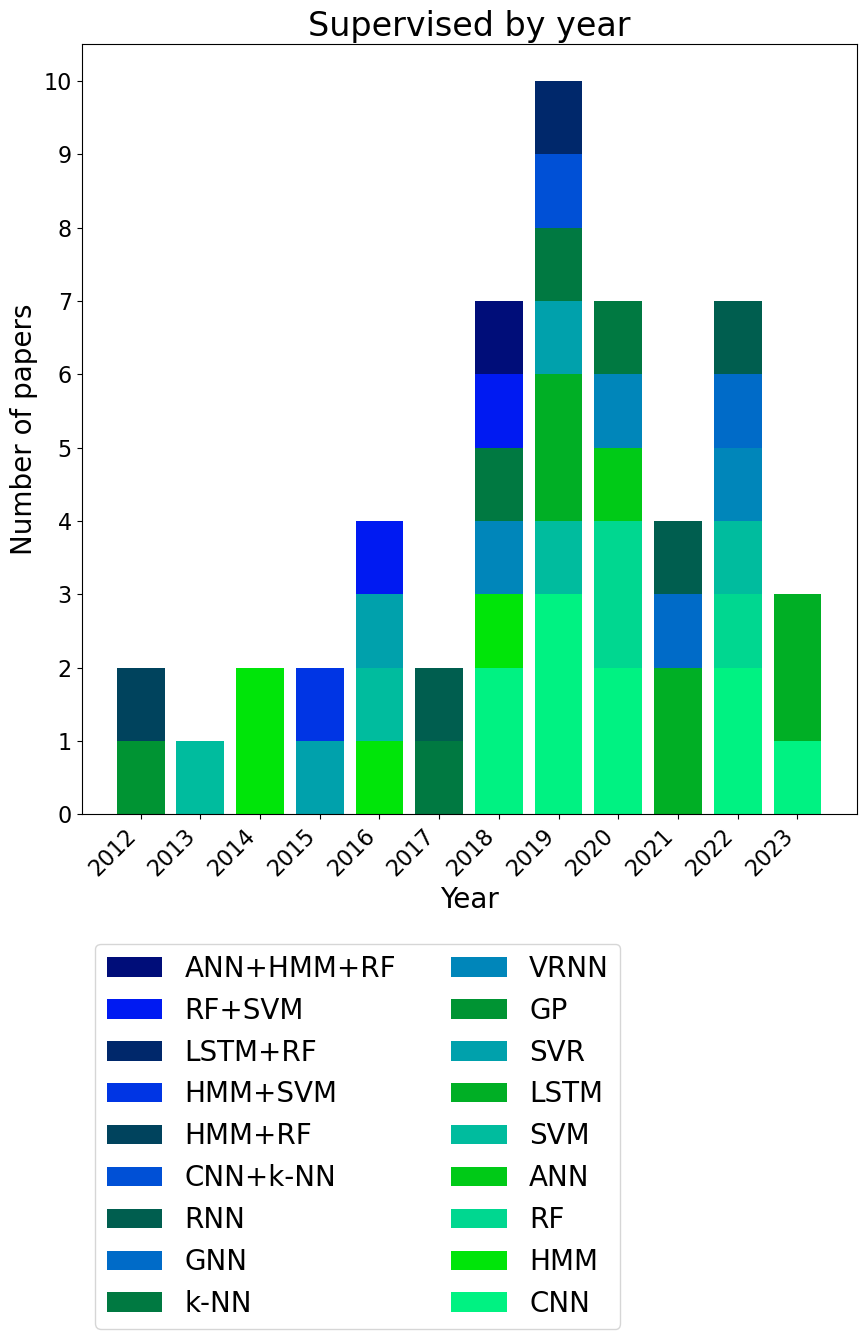 Supervised by year
Number of papers
10
9
8
7
6
5
4
3
2
1
0
2012 2013 2014 2015 2016 2017 2018 2019 2020 2021 2022 2023
Year
ANN+HMM+RF
RF+SVM
LSTM+RF
HMM+SVM
HMM+RF
CNN+k-NN
RNN
GNN
k-NN
VRNN
GP
SVR
LSTM
SVM
ANN
RF
HMM
CNN